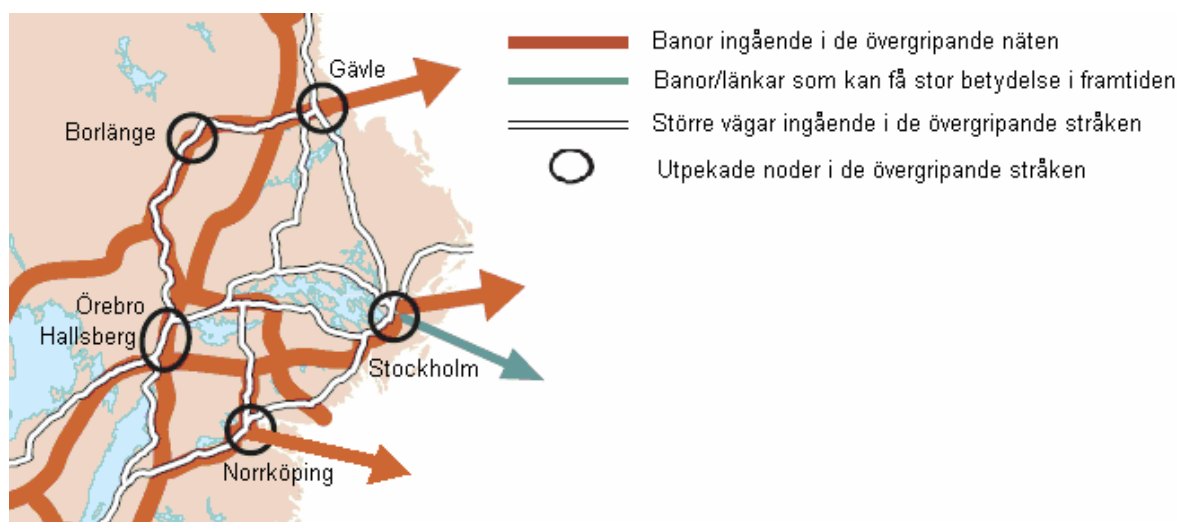 Gävle
Borlänge
Örebro
Hallsberg
Stockholm
Norrköping
Banor ingående i de övergripande näten
Banor/länkar som kan få stor betydelse i framtiden
Större vägar ingående i de övergripande stråken
Utpekade noder i de övergripande stråken